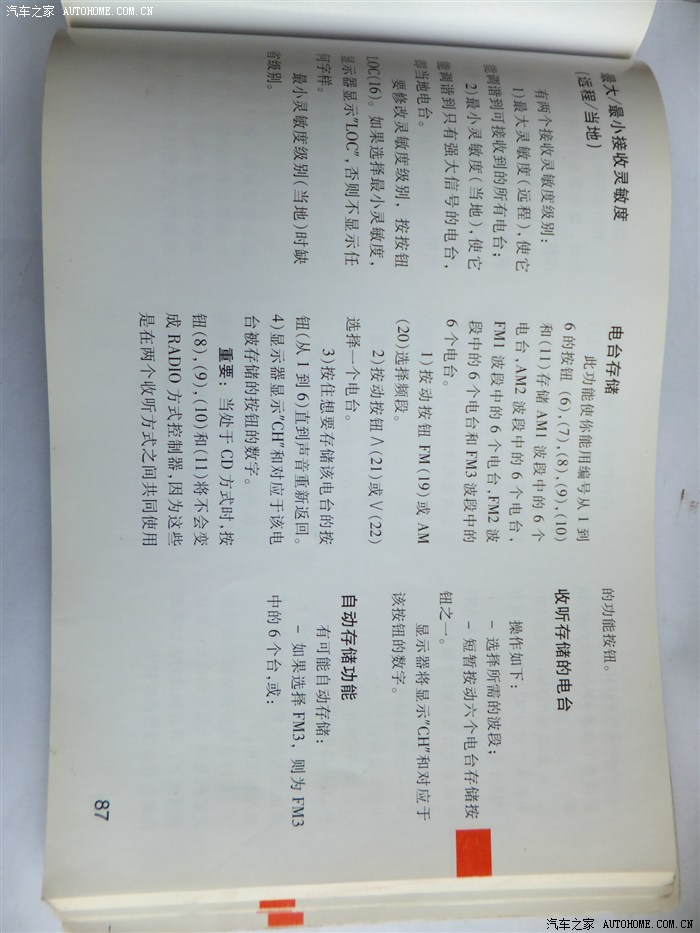 汽车之家 AUTOHOME.COM.CN
最大/最小接收灵敏度
(远程/当地)
有两个接收灵敏度级别:
1)最大灵敏度(远程),使它
能调谐到可接收到的所有电台;
2)最小灵敏度(当地),使它
能调谐到只有强大信号的电台,
即当地电台。
要修改灵敏度级别，按按钮
LOC(16)。如果选择最小灵敏度，
显示器显示"LOC"，否则不显示任
何字样。
最小灵敏度级别(当地)时缺
省级别。
电台存储
此功能使你能用编号从1到
6的按钮 (6),(7),(8),(9),(10)
和(11)存储AM1波段中的6个
电台,AM2波段中的6个电台,
FM1波段中的6个电台,FM2波
段中的6个电台和FM3波段中的
6个电台。
1)按动按钮FM(19)或AM
(20)选择频段。
2)按动按钮∧(21)或∨(22)
选择一个电台。
3)按住想要存储该电台的按
钮(从1到6)直到声音重新返回。
4)显示器显示"CH"和对应于该电
台被存储的按钮的数字。
重要：当处于CD方式时,按
钮(8),(9),(10)和(11)将不会变
成RADIO方式控制器,因为这些
是在两个收听方式之间共同使用
的功能按钮。
收听存储的电台
操作如下：
- 选择所需的波段;
- 短暂按动六个电台存储按
钮之一。
显示器将显示"CH"和对应于
该按钮的数字。
自动存储功能
有可能自动存储：
- 如果选择FM3，则为FM3
中的6个台,或:
87
汽车之家 AUTOHOME.COM.CN